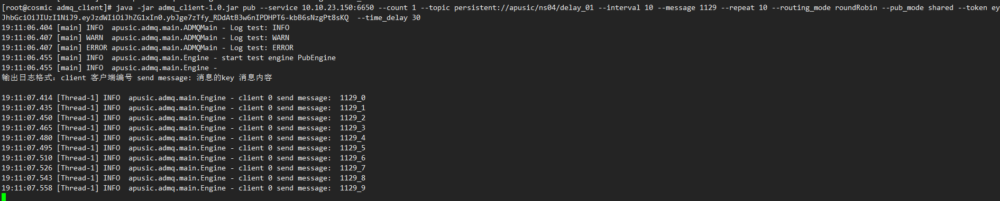 [root@cosmic admq_client]# java -jar admq_client-1.0.jar pub --service 10.10.23.150:6650 --count 1 --topic persistent://apusic/ns04/delay_01 --interval 10 --message 1129 --repeat 10 --routing_mode roundRobin --pub_mode shared --token ey
JhbGciOiJIUzI1NiJ9.eyJzdWIiOiJhZG1xIn0.ybJge7zTfy_RDdAtB3w6nIPDHPT6-kbB6sNzgPt8sKQ  --time_delay 30
19:11:06.404 [main] INFO  apusic.admq.main.ADMQMain - Log test: INFO
19:11:06.407 [main] WARN  apusic.admq.main.ADMQMain - Log test: WARN
19:11:06.407 [main] ERROR apusic.admq.main.ADMQMain - Log test: ERROR
19:11:06.455 [main] INFO  apusic.admq.main.Engine - start test engine PubEngine
19:11:06.455 [main] INFO  apusic.admq.main.Engine -
输出日志格式：client 客户端编号 send message: 消息的key 消息内容
19:11:07.414 [Thread-1] INFO  apusic.admq.main.Engine - client 0 send message:  1129_0
19:11:07.435 [Thread-1] INFO  apusic.admq.main.Engine - client 0 send message:  1129_1
19:11:07.450 [Thread-1] INFO  apusic.admq.main.Engine - client 0 send message:  1129_2
19:11:07.465 [Thread-1] INFO  apusic.admq.main.Engine - client 0 send message:  1129_3
19:11:07.480 [Thread-1] INFO  apusic.admq.main.Engine - client 0 send message:  1129_4
19:11:07.495 [Thread-1] INFO  apusic.admq.main.Engine - client 0 send message:  1129_5
19:11:07.510 [Thread-1] INFO  apusic.admq.main.Engine - client 0 send message:  1129_6
19:11:07.526 [Thread-1] INFO  apusic.admq.main.Engine - client 0 send message:  1129_7
19:11:07.543 [Thread-1] INFO  apusic.admq.main.Engine - client 0 send message:  1129_8
19:11:07.558 [Thread-1] INFO  apusic.admq.main.Engine - client 0 send message:  1129_9